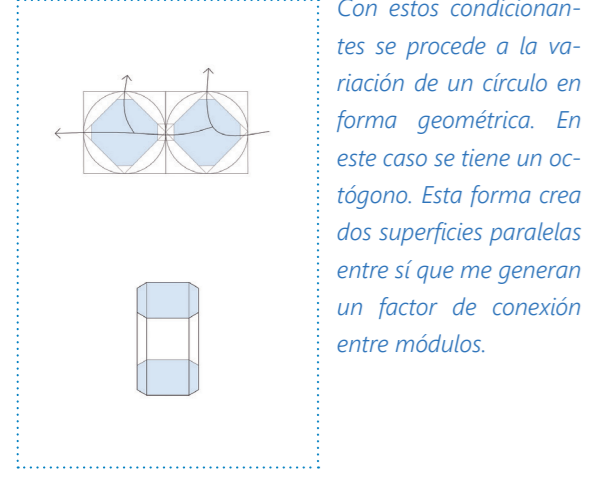 Con estos condicionan-
tes se procede a la va-
riación de un círculo en
forma geométrica. En
este caso se tiene un oc-
tógono. Esta forma crea
dos superficies paralelas
entre sí que me generan
un factor de conexión
entre módulos.